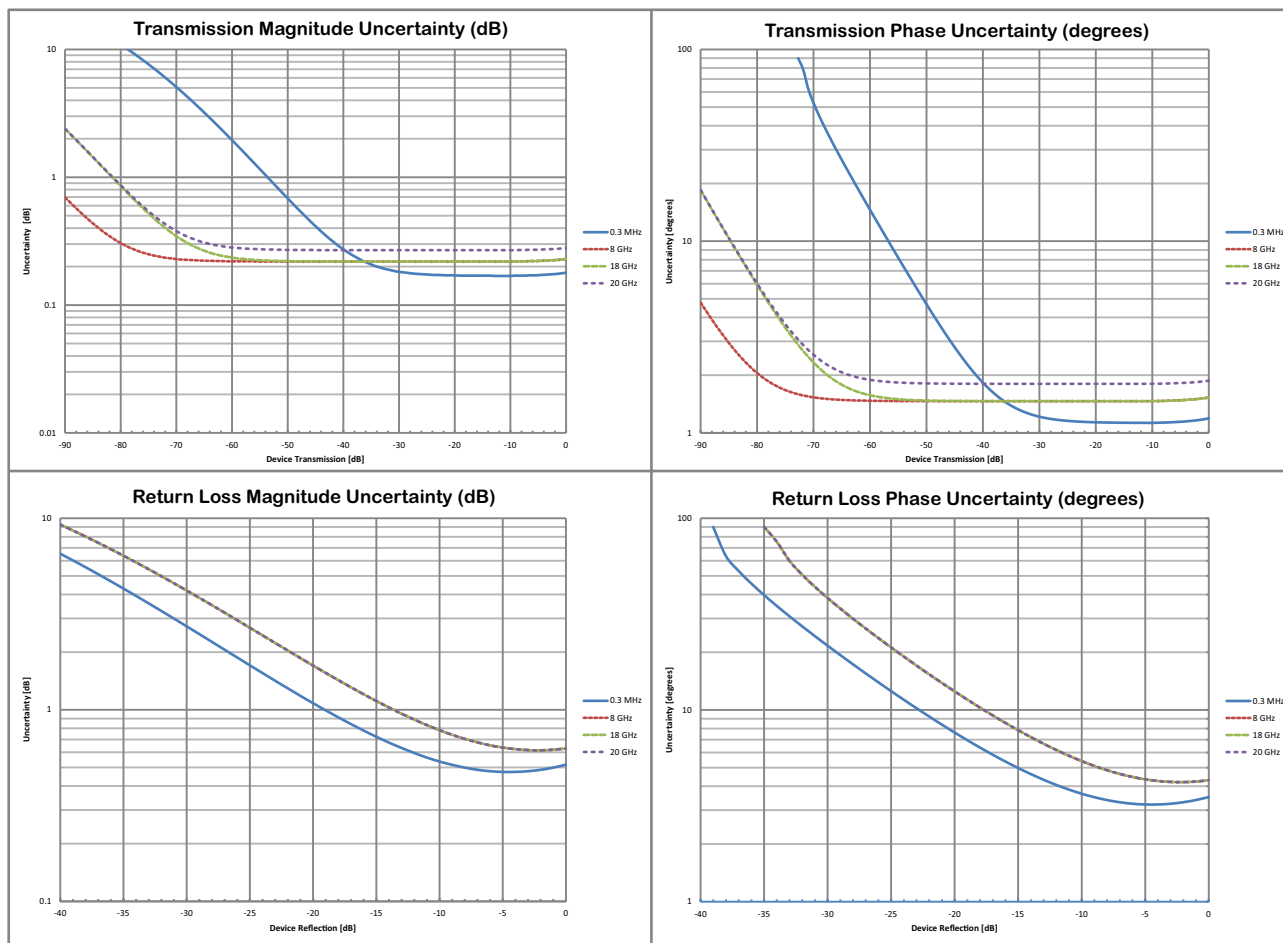 Transmission Magnitude Uncertainty (dB)
10
1
0.1
0.01
Uncertainty [dB]
-90 -80 -70 -60 -50 -40 -30 -20 -10 0
Device Transmission [dB]
0.3 MHz
8 GHz
18 GHz
20 GHz
Transmission Phase Uncertainty (degrees)
100
10
1
Uncertainty [degrees]
-90 -80 -70 -60 -50 -40 -30 -20 -10 0
Device Transmission [dB]
0.3 MHz
8 GHz
18 GHz
20 GHz
Return Loss Magnitude Uncertainty (dB)
10
1
0.1
Uncertainty [dB]
-40 -35 -30 -25 -20 -15 -10 -5 0
Device Reflection [dB]
0.3 MHz
8 GHz
18 GHz
20 GHz
Return Loss Phase Uncertainty (degrees)
100
10
1
Uncertainty [degrees]
-40 -35 -30 -25 -20 -15 -10 -5 0
Device Reflection [dB]
0.3 MHz
8 GHz
18 GHz
20 GHz